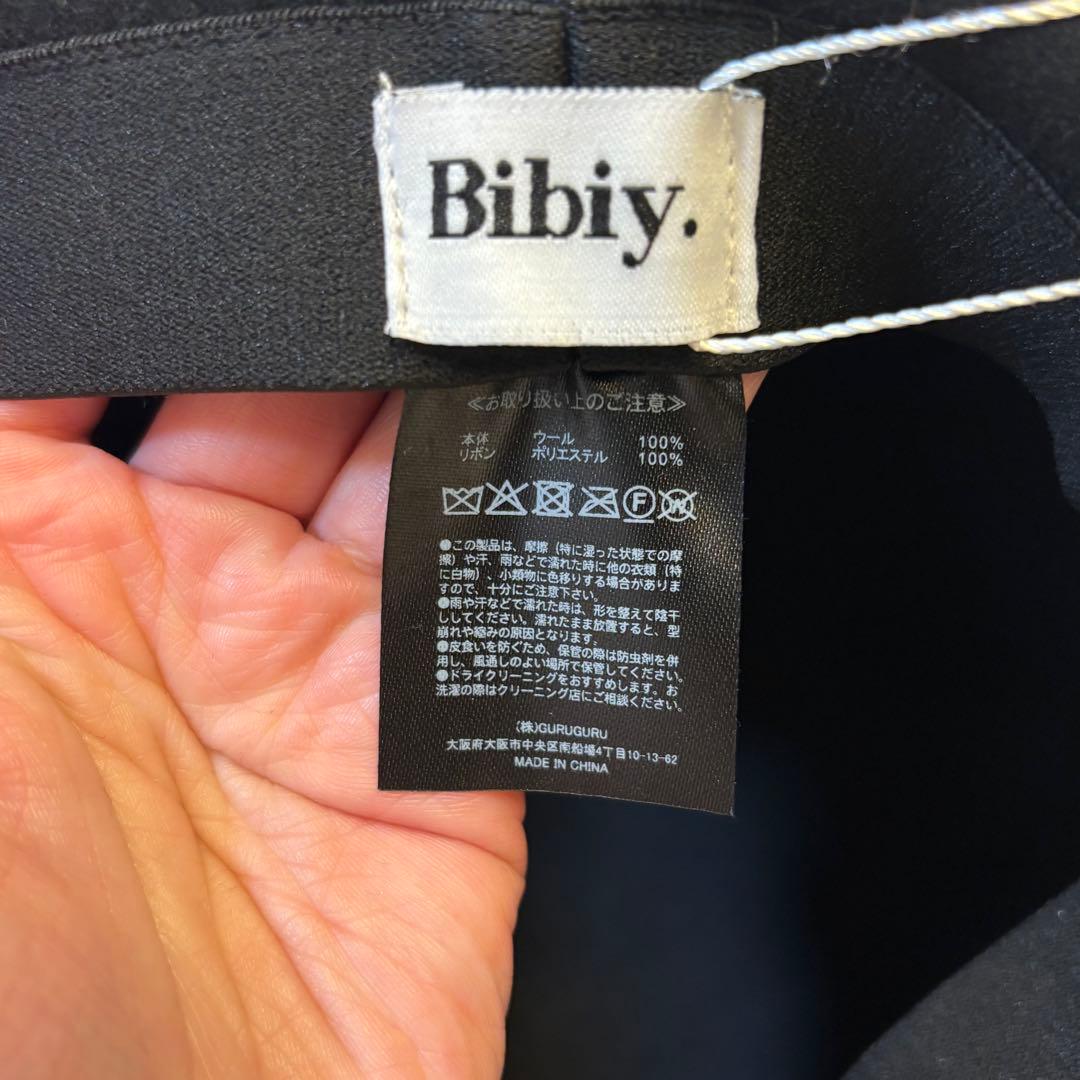 Bibiy.
≪お取り扱い上のご注意≫
本体 ウール 100%
リボン ポリエステル 100%
F W
●この製品は、摩擦（特に湿った状態での摩
擦）や汗、雨などで濡れた時に他の衣類（特
に白物）、小類物に色移りする場合がありま
すので、十分にご注意下さい。
●雨や汗などで濡れた時は、形を整えて陰干
ししてください。濡れたまま放置すると、型
崩れや縮みの原因となります。
●皮食いを防ぐため、保管の際は防虫剤を併
用し、風通しのよい場所で保管してください。
●ドライクリーニングをおすすめします。お
洗濯の際はクリーニング店にご相談ください。
(株)GURUGURU
大阪府大阪市中央区南船場4丁目10-13-62
MADE IN CHINA